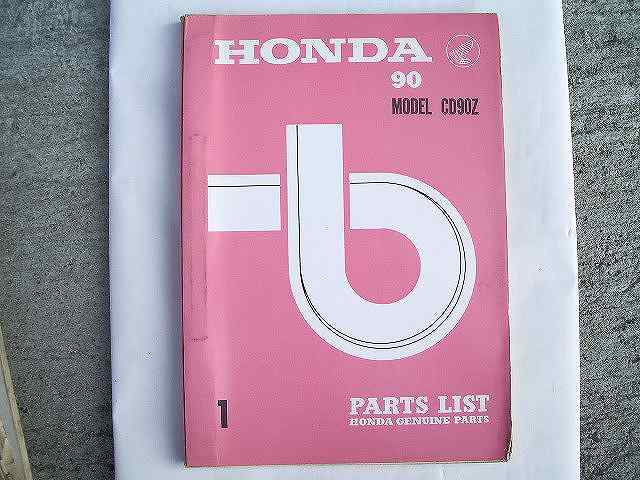 HONDA
90
MODEL CD90Z
1
PARTS LIST
HONDA GENUINE PARTS